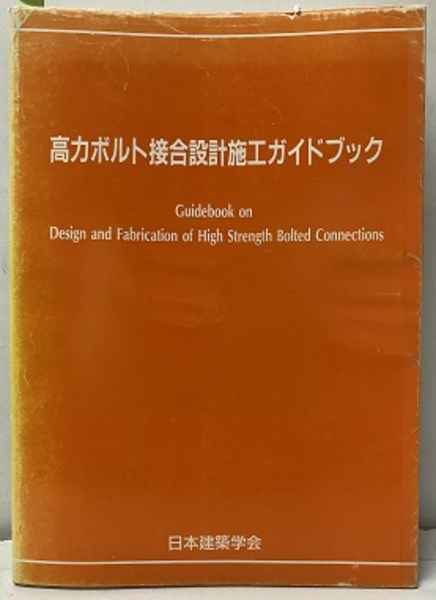 高力ボルト接合設計施工ガイドブック
Guidebook on
Design and Fabrication of High Strength Bolted Connections
日本建築学会